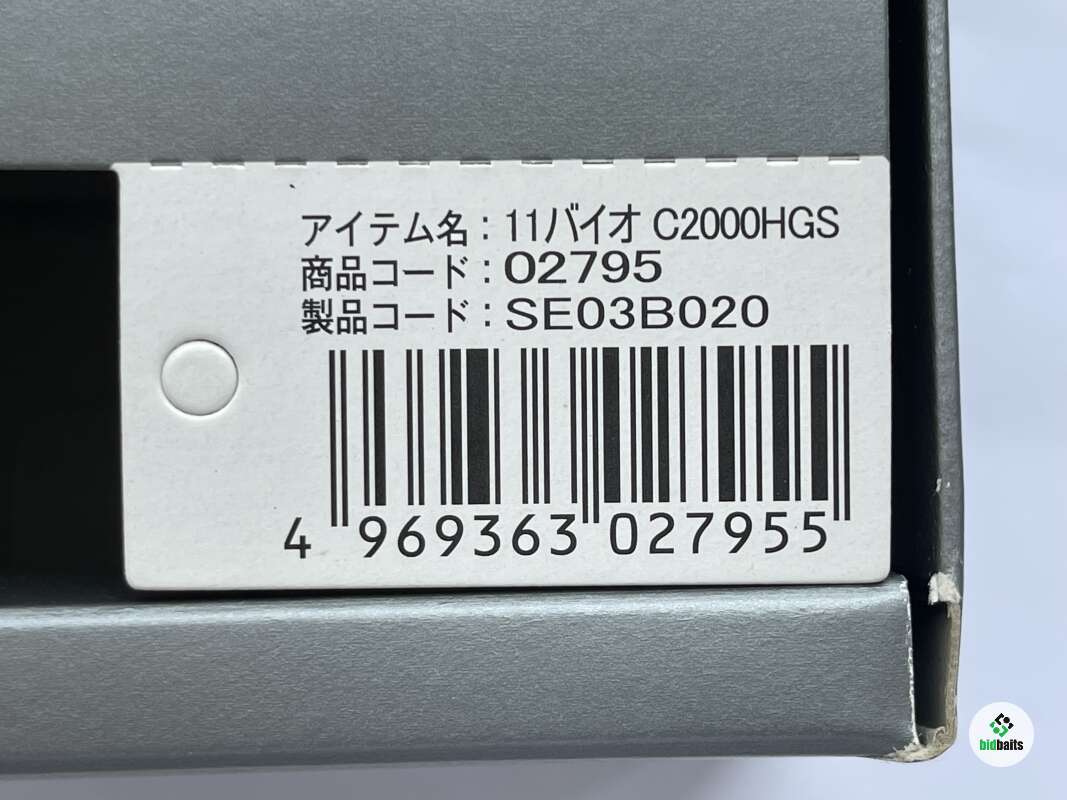 アイテム名：11バイオ C2000HGS
商品コード：02795
製品コード：SE03B020
4 969363 027955
bidbaits